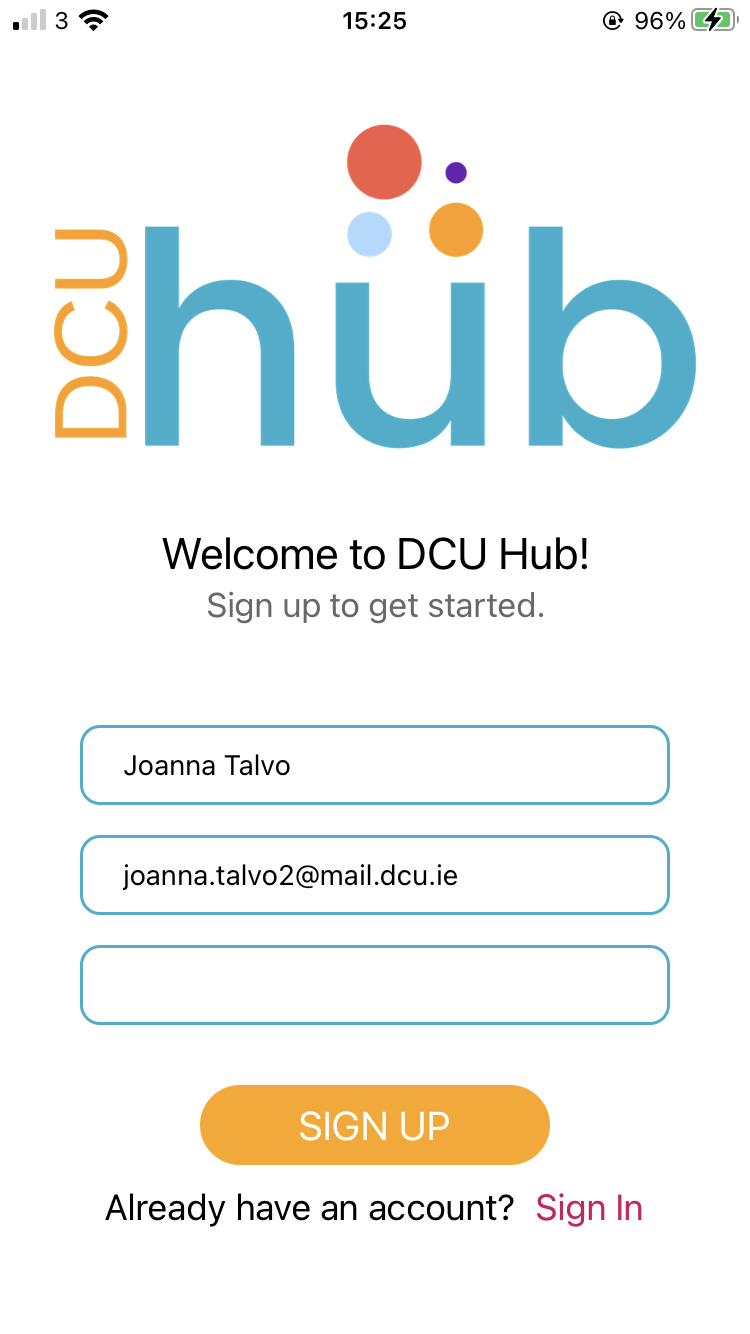 3 15:25 96%
DCU hub
Welcome to DCU Hub!
Sign up to get started.
Joanna Talvo
joanna.talvo2@mail.dcu.ie
SIGN UP
Already have an account? Sign In